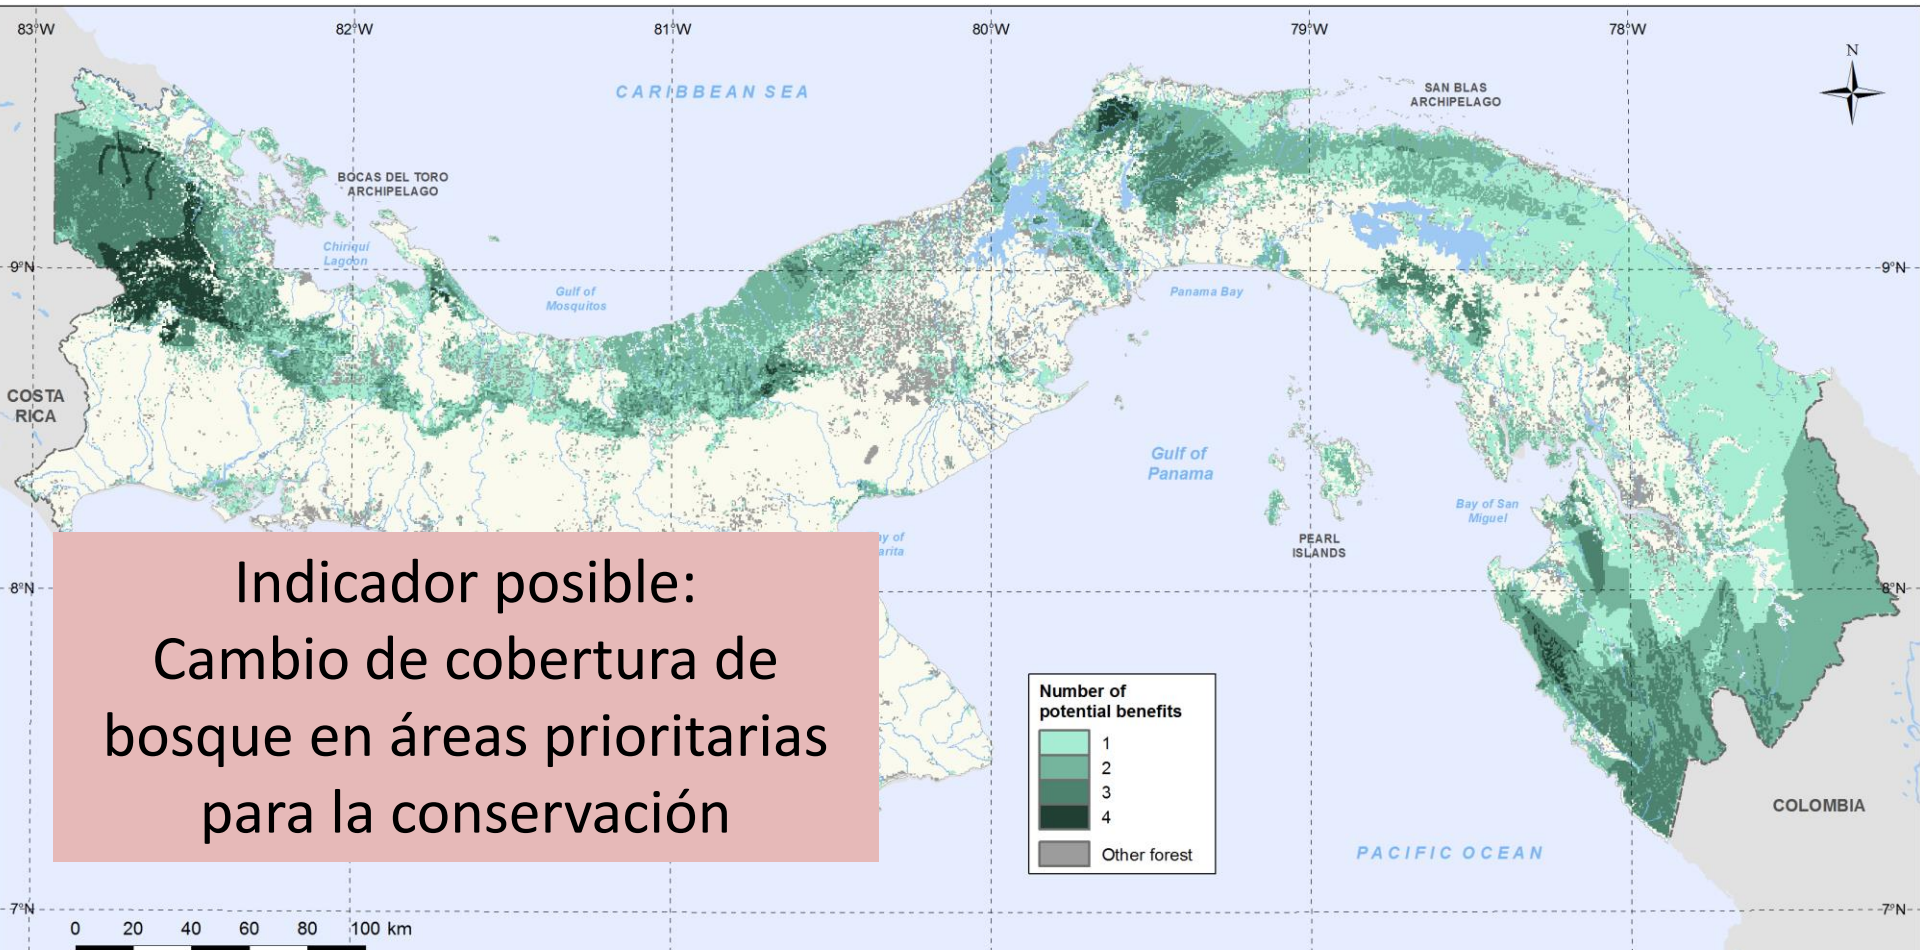 83°W
82°W
81°W
80°W
79°W
78°W
N
CARIBBEAN SEA
SAN BLAS
ARCHIPELAGO
BOCAS DEL TORO
ARCHIPELAGO
Chiriquí
Lagoon
9°N
9°N
Gulf of
Mosquitos
Panama Bay
COSTA
RICA
Gulf of
Panama
Bay of San
Miguel
PEARL
ISLANDS
ay of
arita
8°N
8°N
Indicador posible:
Cambio de cobertura de
bosque en áreas prioritarias
para la conservación
Number of
potential benefits
1
2
3
4
Other forest
COLOMBIA
PACIFIC OCEAN
7°N
7°N
0 20 40 60 80 100 km